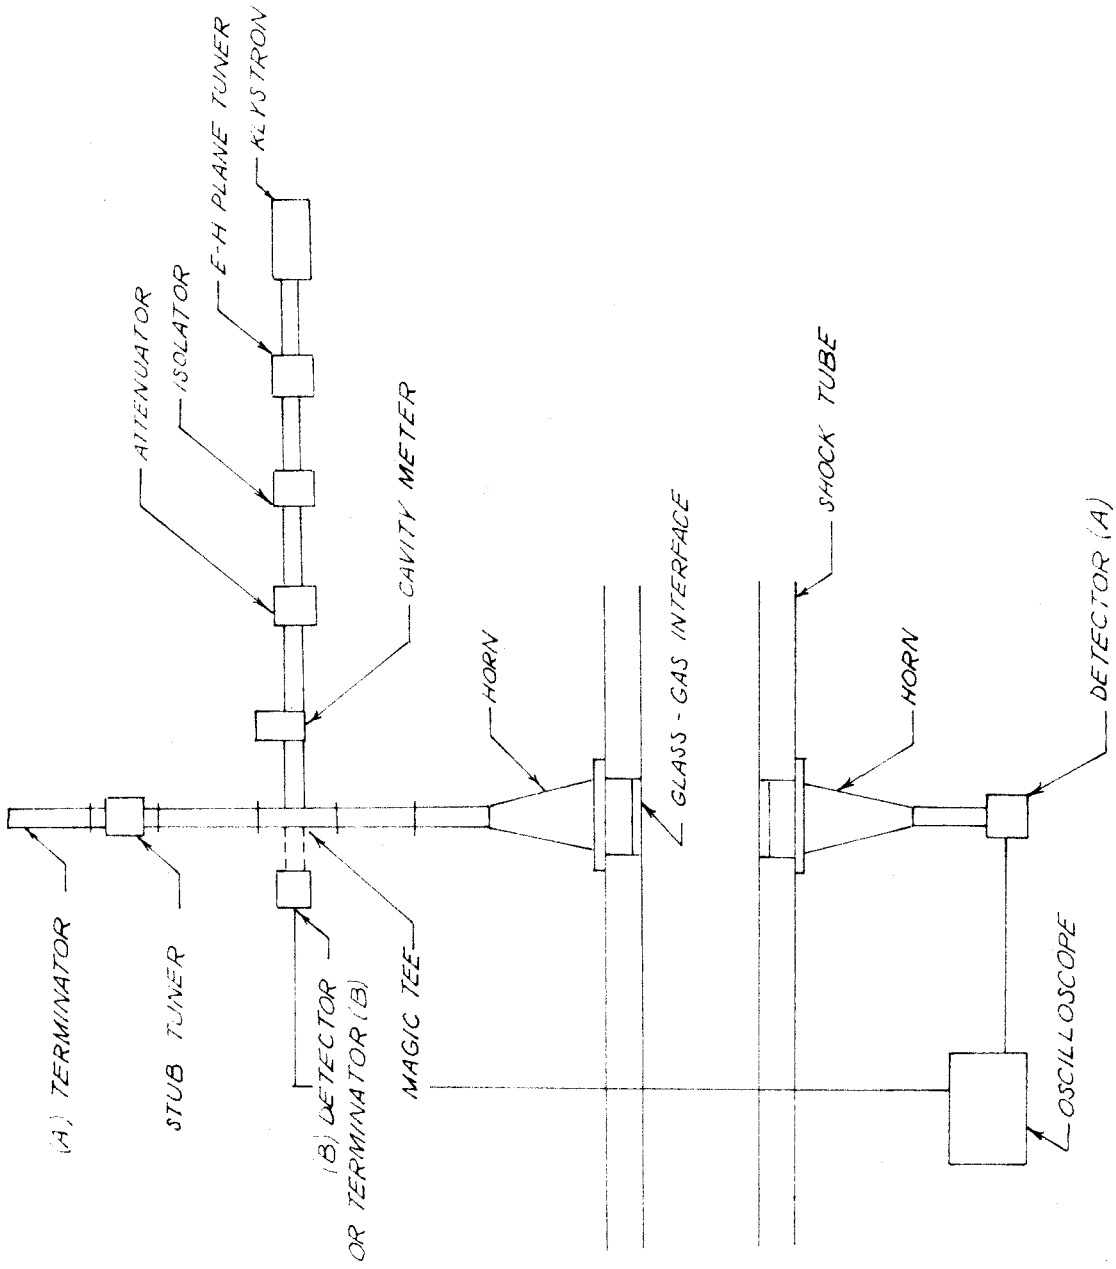 (A) TERMINATOR
STUB TUNER
(B) DETECTOR
OR TERMINATOR (B)
MAGIC TEE
ATTENUATOR
ISOLATOR
E-H PLANE TUNER
KLYSTRON
CAVITY METER
HORN
GLASS-GAS INTERFACE
SHOCK TUBE
HORN
DETECTOR (A)
OSCILLOSCOPE